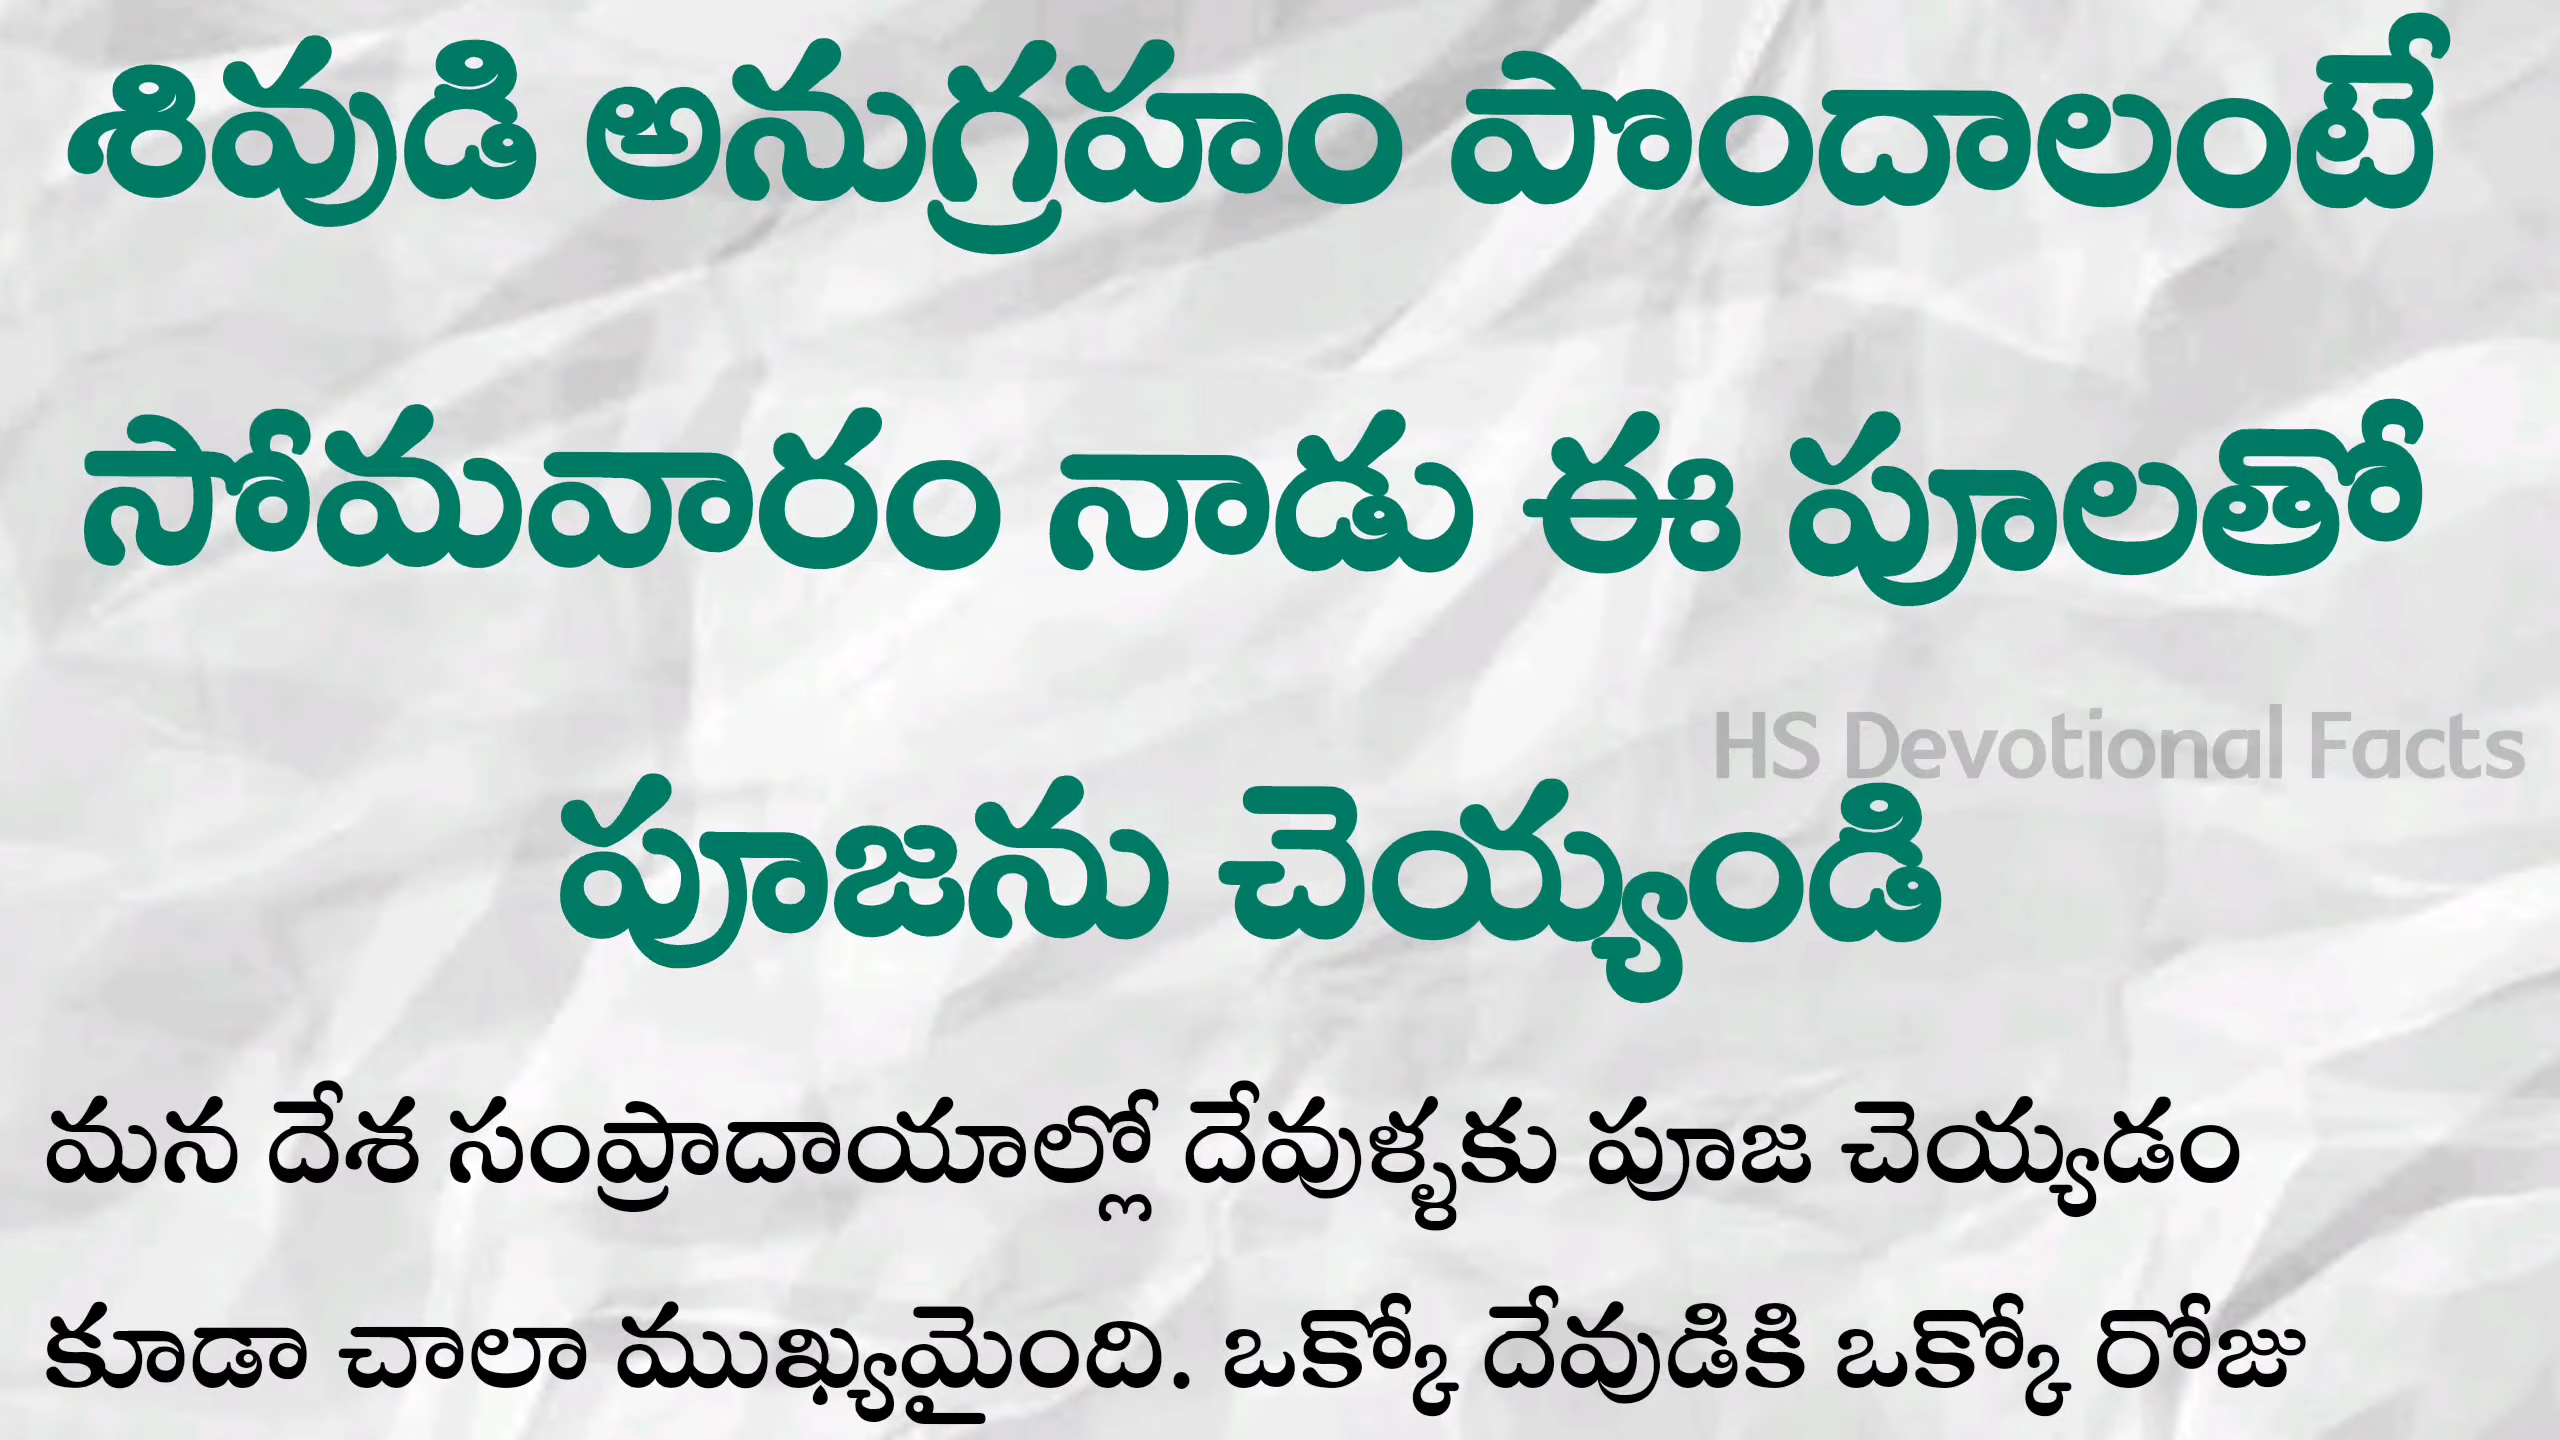 శివుడి అనుగ్రహం పొందాలంటే
సోమవారం నాడు ఈ పూలతో
HS Devotional Facts
పూజను చెయ్యండి
మన దేశ సంప్రాదాయాల్లో దేవుళ్ళకు పూజ చెయ్యడం
కూడా చాలా ముఖ్యమైంది. ఒక్కో దేవుడికి ఒక్కో రోజు